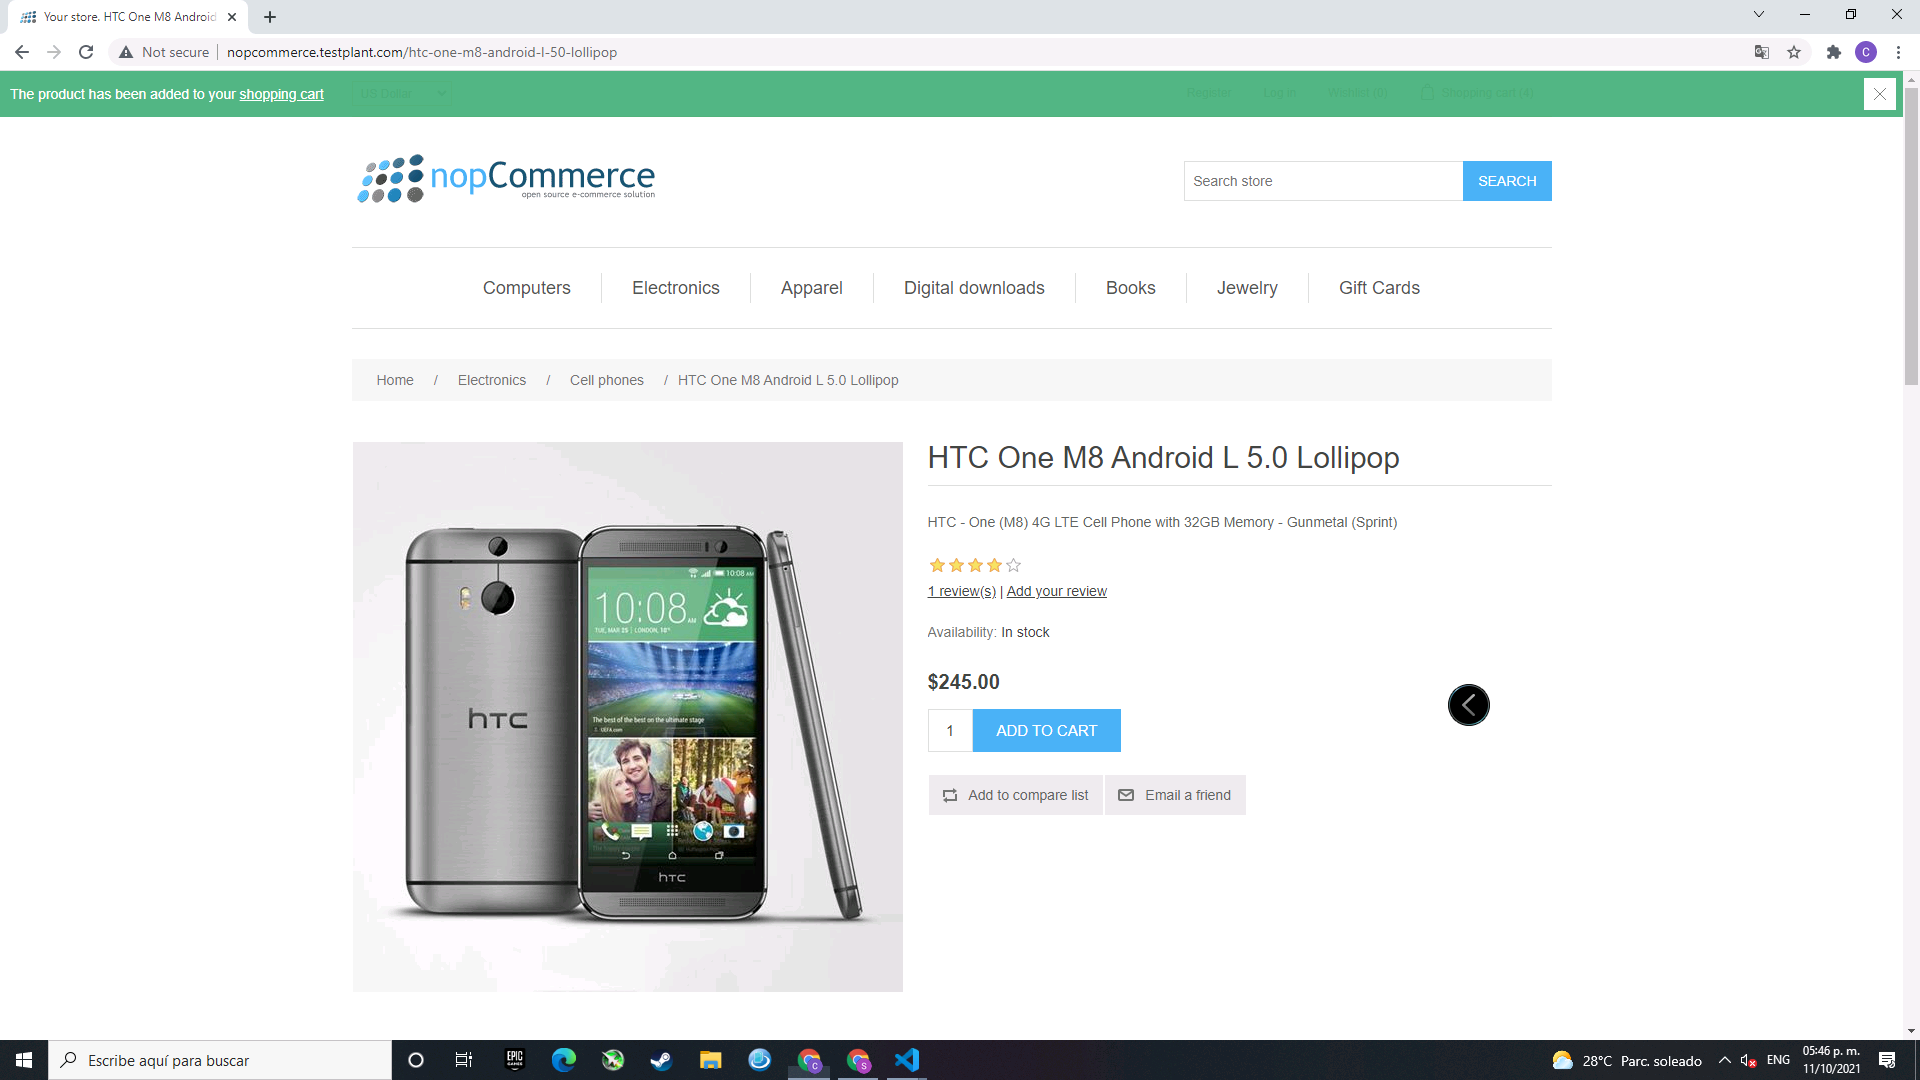 Your store. HTC One M8 Android
Not secure
nopcommerce.testplant.com/htc-one-m8-android-l-50-lollipop
C
The product has been added to your shopping cart
US Dollar
Register
Log in
Wishlist (0)
Shopping cart (4)
nopCommerce
open source e-commerce solution
Search store
SEARCH
Computers
Electronics
Apparel
Digital downloads
Books
Jewelry
Gift Cards
Home / Electronics / Cell phones / HTC One M8 Android L 5.0 Lollipop
HTC One M8 Android L 5.0 Lollipop
HTC - One (M8) 4G LTE Cell Phone with 32GB Memory - Gunmetal (Sprint)
1 review(s) | Add your review
Availability: In stock
$245.00
1
ADD TO CART
Add to compare list
Email a friend
10:08 AM
10:08 AM
TUE, MAR 25 | LONDON, 10°
The best of the best on the ultimate stage
UEFA.com
hTC
hTC
Escribe aquí para buscar
EPIC GAMES
C
S
28°C Parc. soleado
ENG
05:46 p. m.
11/10/2021